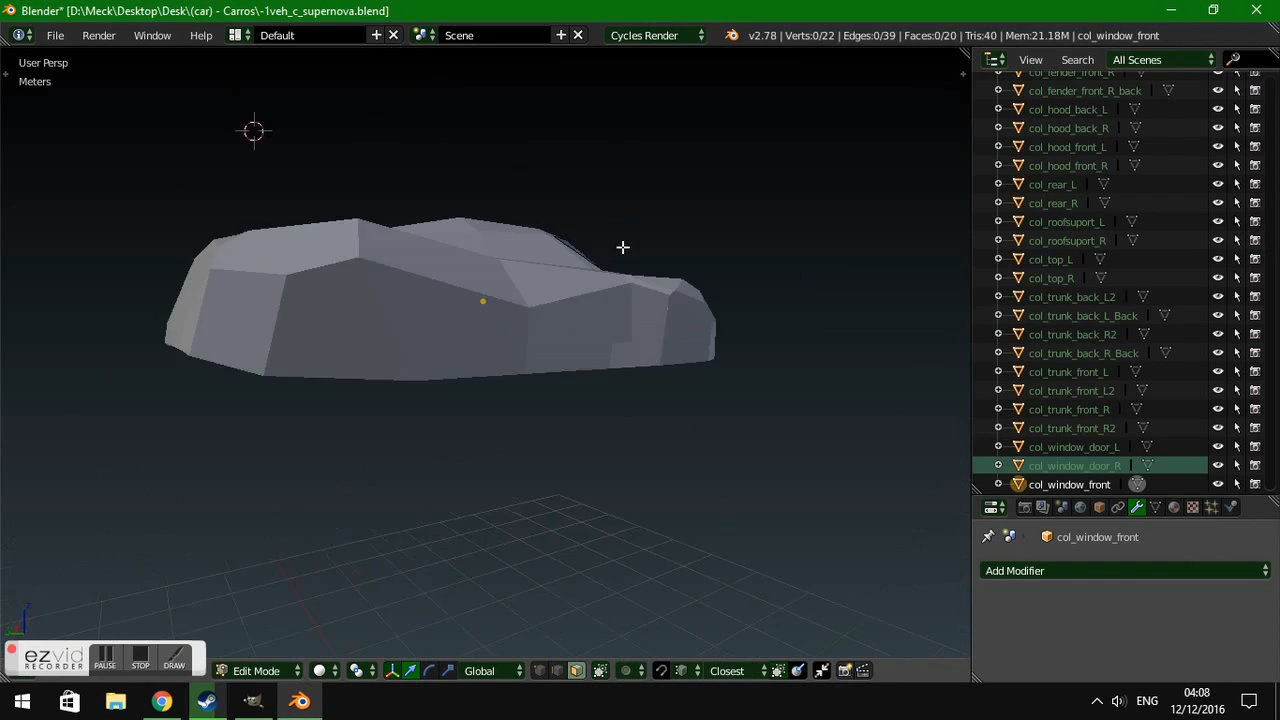 Blender* [D:\Meck\Desktop\Desk\(car) - Carros\-1veh_c_supernova.blend]
File Render Window Help Default Scene Cycles Render v2.78 | Verts:0/22 | Edges:0/39 | Faces:0/20 | Tris:40 | Mem:21.18M | col_window_front
User Persp
Meters
View Search All Scenes
col_fender_front_R
col_fender_front_R_back
col_hood_back_L
col_hood_back_R
col_hood_front_L
col_hood_front_R
col_rear_L
col_rear_R
col_roofsuport_L
col_roofsuport_R
col_top_L
col_top_R
col_trunk_back_L2
col_trunk_back_L_Back
col_trunk_back_R2
col_trunk_back_R_Back
col_trunk_front_L
col_trunk_front_L2
col_trunk_front_R
col_trunk_front_R2
col_window_door_L
col_window_door_R
col_window_front
col_window_front
Add Modifier
ezvid
RECORDER
PAUSE STOP DRAW
Edit Mode Global Closest
ENG
04:08
12/12/2016